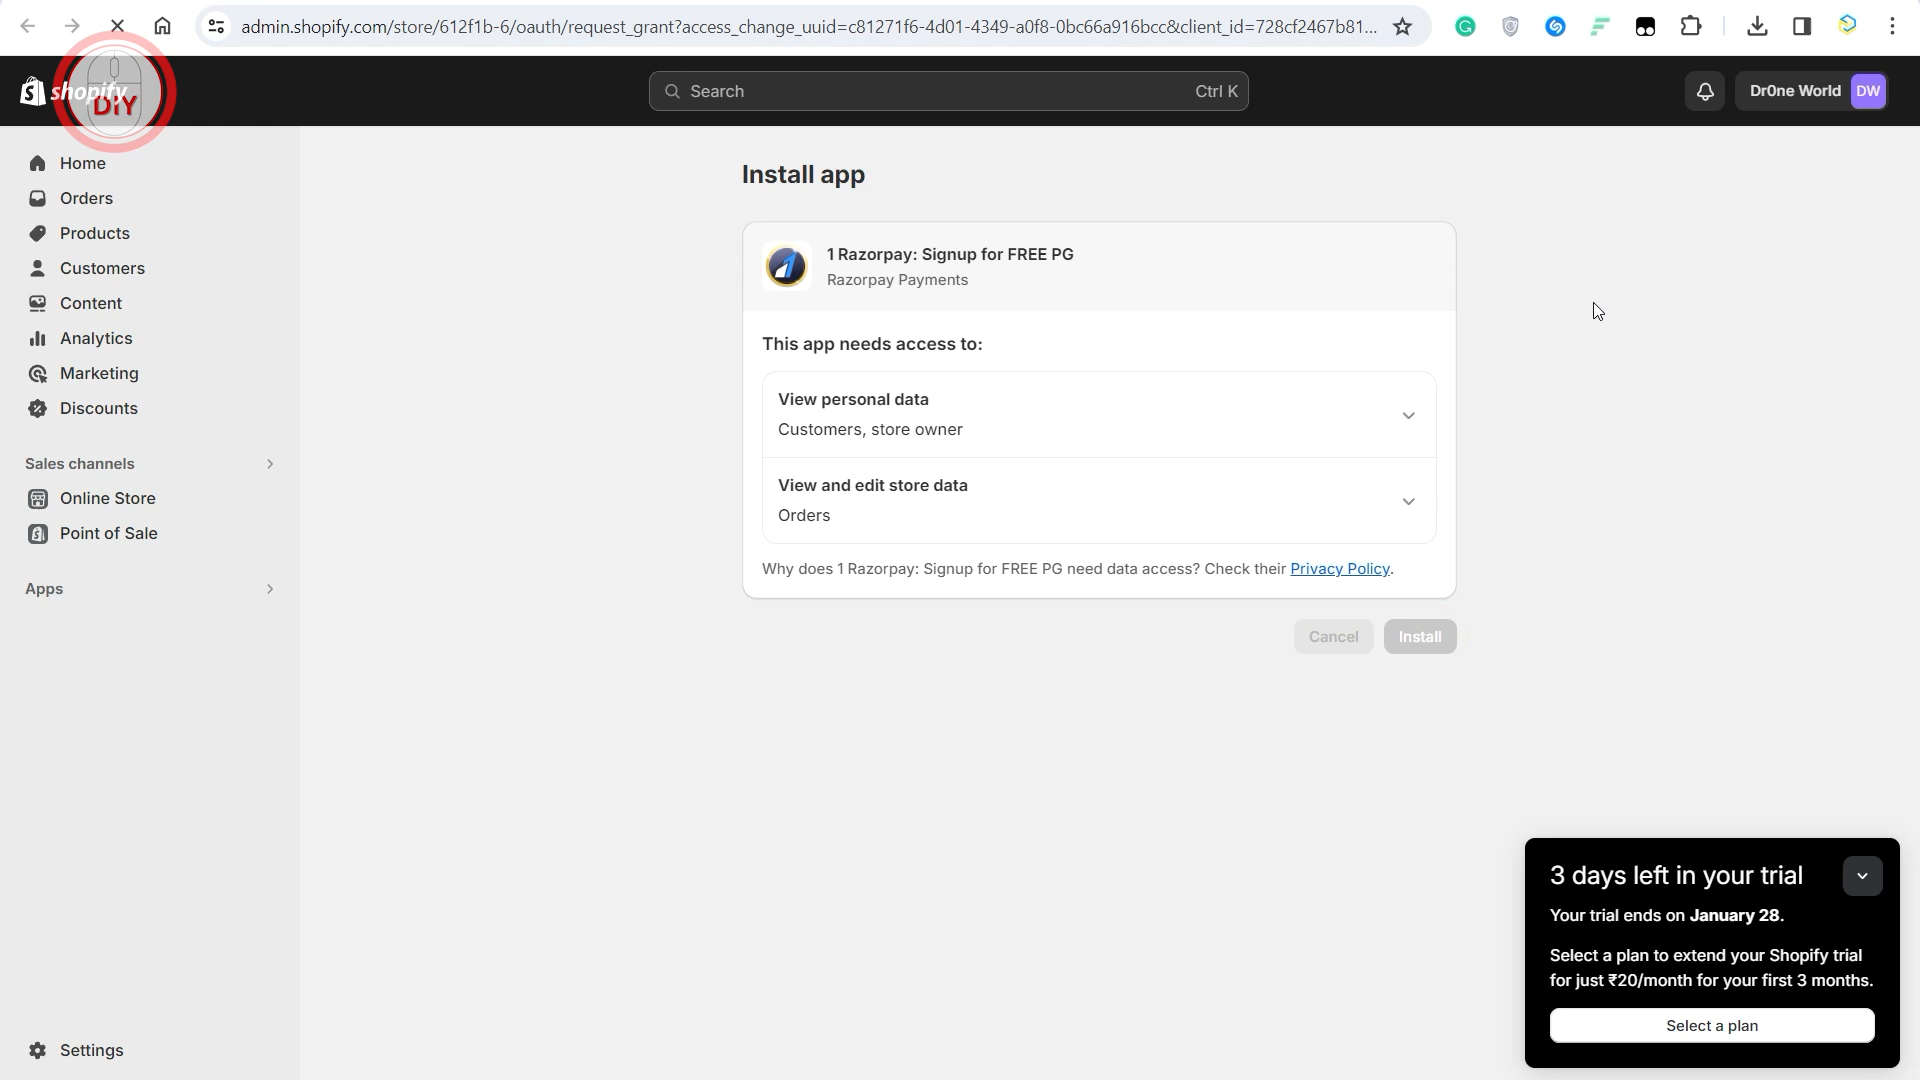 admin.shopify.com/store/612f1b-6/oauth/request_grant?access_change_uuid=c81271f6-4d01-4349-a0f8-0bc66a916bcc&client_id=728cf2467b81...
shopify
DIY
Search
Ctrl K
Dr0ne World
DW
Home
Orders
Products
Customers
Content
Analytics
Marketing
Discounts
Sales channels
Online Store
Point of Sale
Apps
Settings
Install app
1 Razorpay: Signup for FREE PG
Razorpay Payments
This app needs access to:
View personal data
Customers, store owner
View and edit store data
Orders
Why does 1 Razorpay: Signup for FREE PG need data access? Check their Privacy Policy.
Cancel
Install
3 days left in your trial
Your trial ends on January 28.
Select a plan to extend your Shopify trial
for just ₹20/month for your first 3 months.
Select a plan